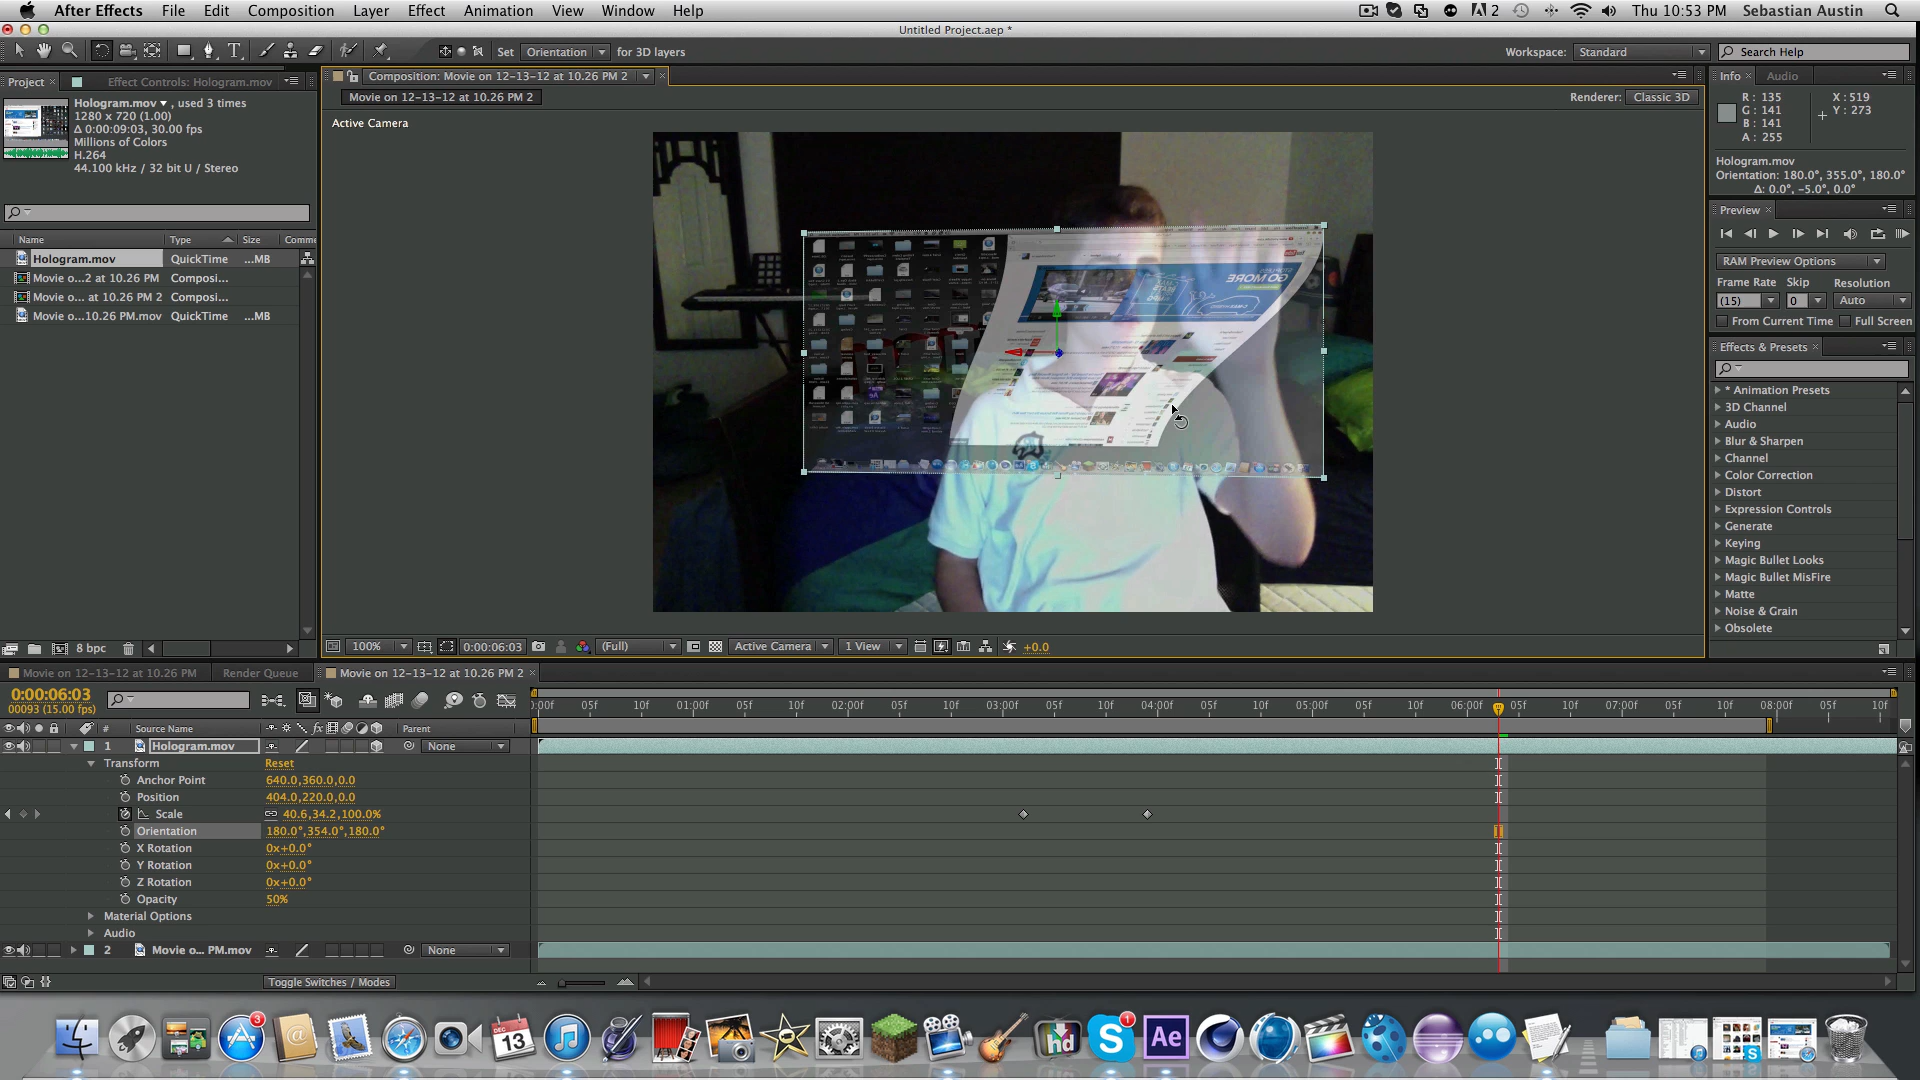 After Effects File Edit Composition Layer Effect Animation View Window Help 2 Thu 10:53 PM Sebastian Austin
Untitled Project.aep *
T Set Orientation for 3D layers Workspace: Standard Search Help
Project × Effect Controls: Hologram.mov Composition: Movie on 12-13-12 at 10.26 PM 2 × Info × Audio
Hologram.mov , used 3 times
1280 x 720 (1.00)
Δ 0:00:09:03, 30.00 fps
Millions of Colors
H.264
44.100 kHz / 32 bit U / Stereo
Movie on 12-13-12 at 10.26 PM 2 Renderer: Classic 3D
Active Camera
R: 135 X: 519
G: 141 Y: 273
B: 141
A: 255
Hologram.mov
Orientation: 180.0°, 355.0°, 180.0°
Δ: 0.0°, -5.0°, 0.0°
Preview ×
RAM Preview Options
Frame Rate Skip Resolution
(15) 0 Auto
From Current Time Full Screen
Effects & Presets ×
* Animation Presets
3D Channel
Audio
Blur & Sharpen
Channel
Color Correction
Distort
Expression Controls
Generate
Keying
Magic Bullet Looks
Magic Bullet MisFire
Matte
Noise & Grain
Obsolete
Name Type Size Comme
Hologram.mov QuickTime ...MB
Movie o...2 at 10.26 PM Composi...
Movie o... at 10.26 PM 2 Composi...
Movie o...10.26 PM.mov QuickTime ...MB
8 bpc
100% 0:00:06:03 (Full) Active Camera 1 View +0.0
Movie on 12-13-12 at 10.26 PM Render Queue Movie on 12-13-12 at 10.26 PM 2 ×
0:00:06:03
00093 (15.00 fps)
0:00f 05f 10f 01:00f 05f 10f 02:00f 05f 10f 03:00f 05f 10f 04:00f 05f 10f 05:00f 05f 10f 06:00f 05f 10f 07:00f 05f 10f 08:00f 05f 10f
# Source Name fx Parent
1 Hologram.mov None
Transform Reset
Anchor Point 640.0,360.0,0.0
Position 404.0,220.0,0.0
Scale 40.6,34.2,100.0%
Orientation 180.0°,354.0°,180.0°
X Rotation 0x+0.0°
Y Rotation 0x+0.0°
Z Rotation 0x+0.0°
Opacity 50%
Material Options
Audio
2 Movie o... PM.mov None
Toggle Switches / Modes
3 DEC 13 hd S 1 Ae